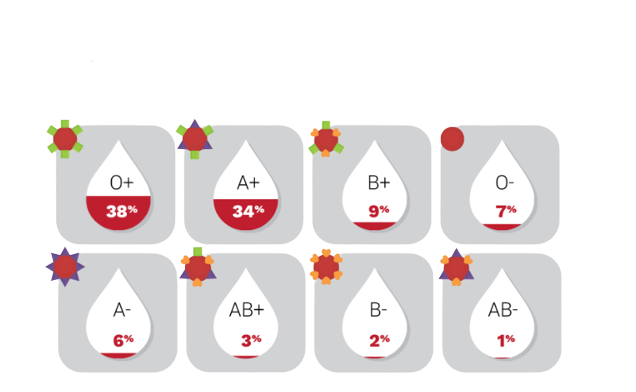 O+
38%
A+
34%
B+
9%
O-
7%
A-
6%
AB+
3%
B-
2%
AB-
1%